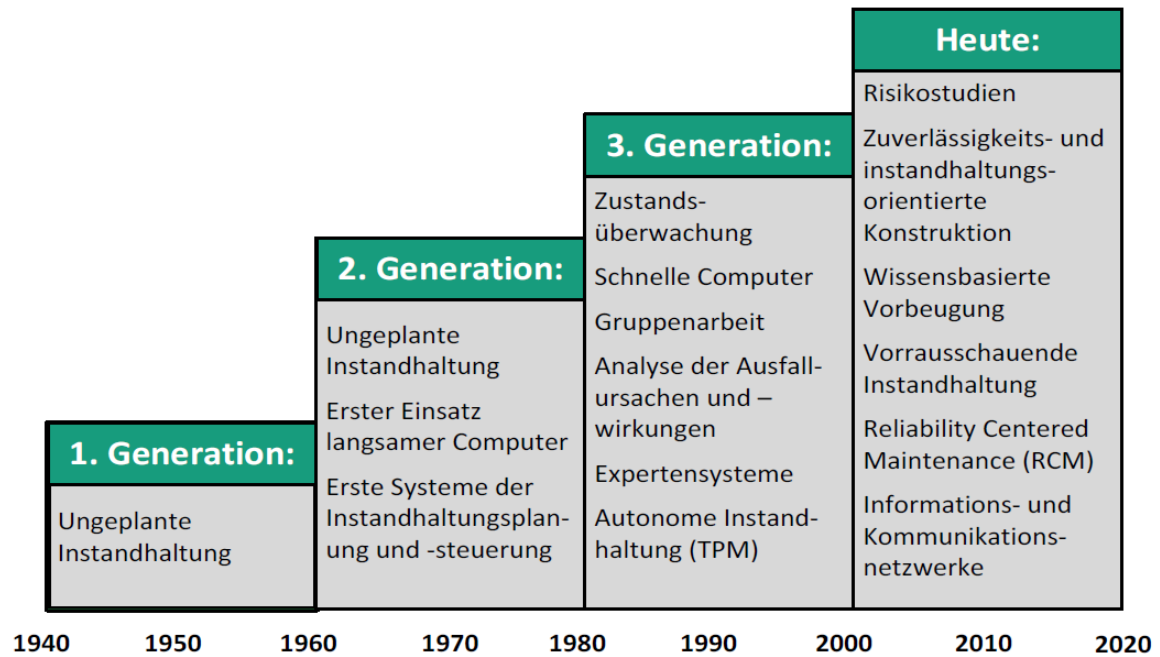 1. Generation:
Ungeplante
Instandhaltung
2. Generation:
Ungeplante
Instandhaltung
Erster Einsatz
langsamer Computer
Erste Systeme der
Instandhaltungsplan-
ung und -steuerung
3. Generation:
Zustands-
überwachung
Schnelle Computer
Gruppenarbeit
Analyse der Ausfall-
ursachen und –
wirkungen
Expertensysteme
Autonome Instand-
haltung (TPM)
Heute:
Risikostudien
Zuverlässigkeits- und
instandhaltungs-
orientierte
Konstruktion
Wissensbasierte
Vorbeugung
Vorrausschauende
Instandhaltung
Reliability Centered
Maintenance (RCM)
Informations- und
Kommunikations-
netzwerke
1940 1950 1960 1970 1980 1990 2000 2010 2020